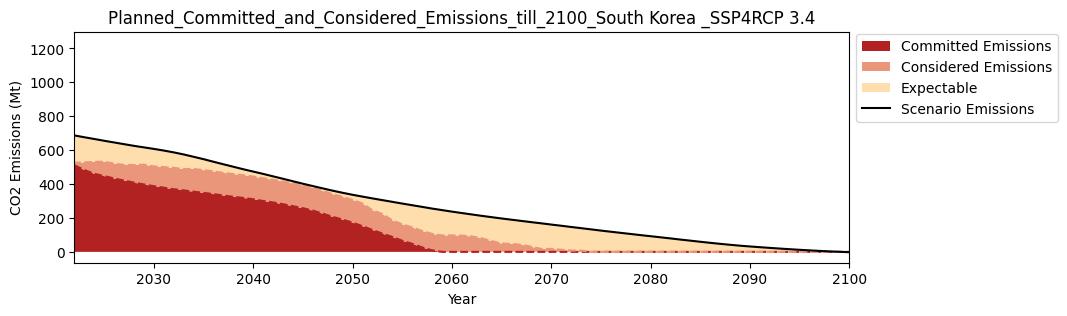 Planned_Committed_and_Considered_Emissions_till_2100_South Korea _SSP4RCP 3.4
CO2 Emissions (Mt)
1200
1000
800
600
400
200
0
2030 2040 2050 2060 2070 2080 2090 2100
Year
Committed Emissions
Considered Emissions
Expectable
Scenario Emissions